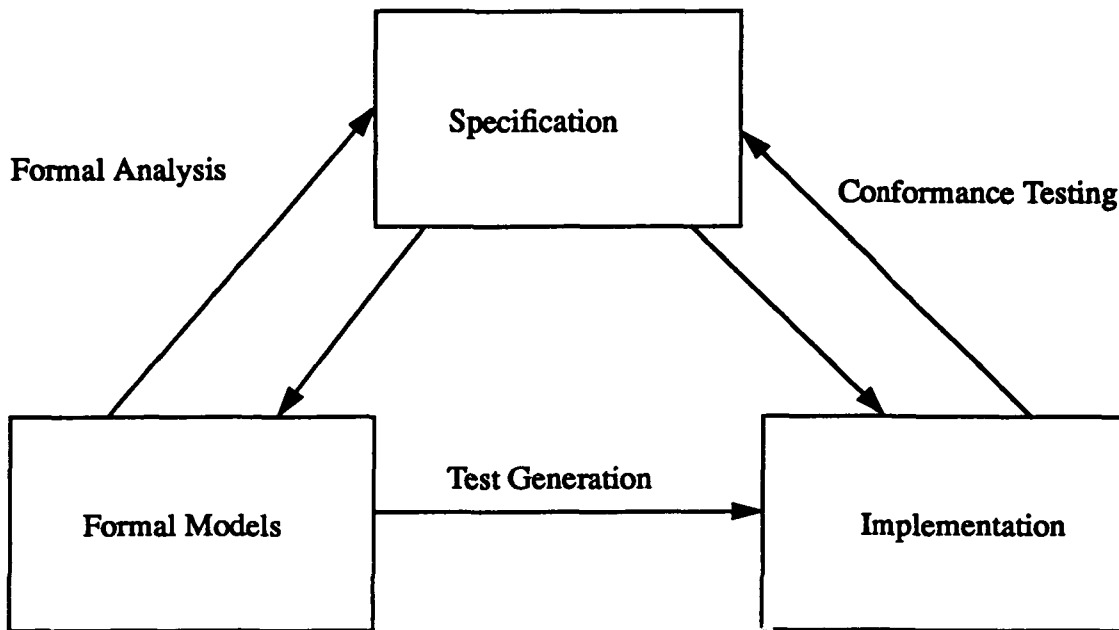 Specification
Formal Analysis
Conformance Testing
Test Generation
Formal Models
Implementation